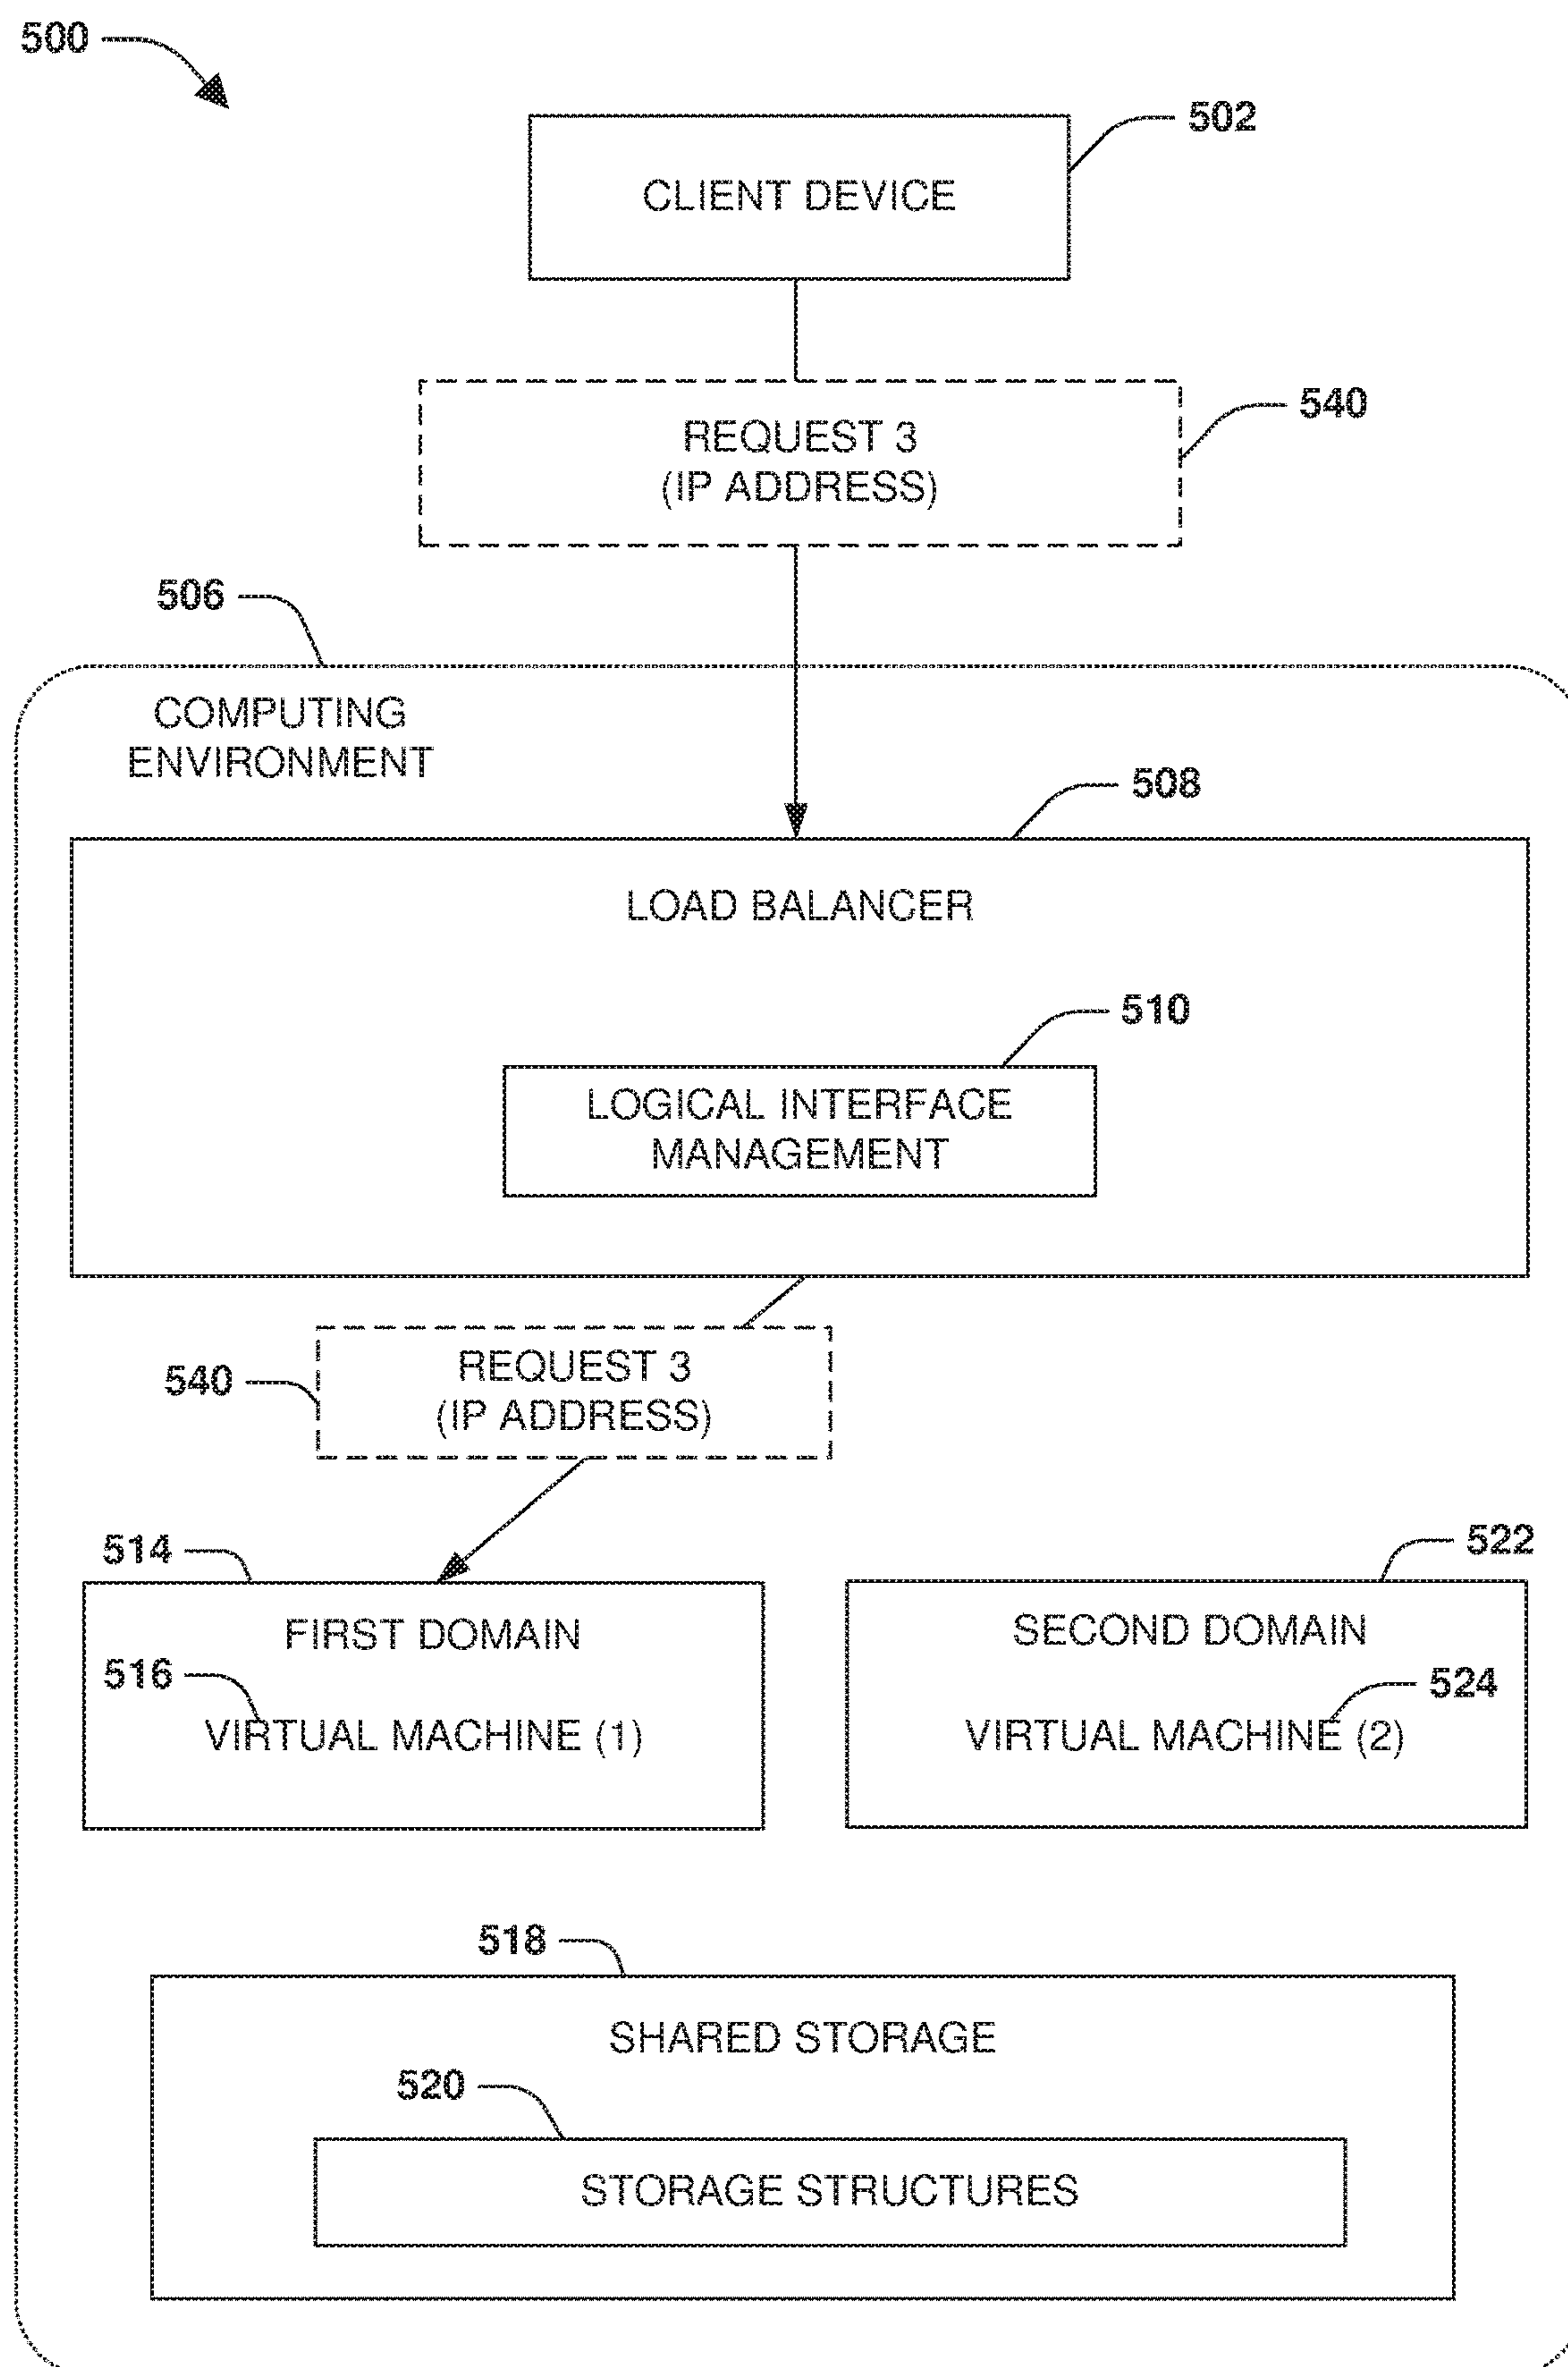 500
502
CLIENT DEVICE
540
REQUEST 3
(IP ADDRESS)
506
COMPUTING
ENVIRONMENT
508
LOAD BALANCER
510
LOGICAL INTERFACE
MANAGEMENT
540
REQUEST 3
(IP ADDRESS)
514
FIRST DOMAIN
516
VIRTUAL MACHINE (1)
522
SECOND DOMAIN
524
VIRTUAL MACHINE (2)
518
SHARED STORAGE
520
STORAGE STRUCTURES